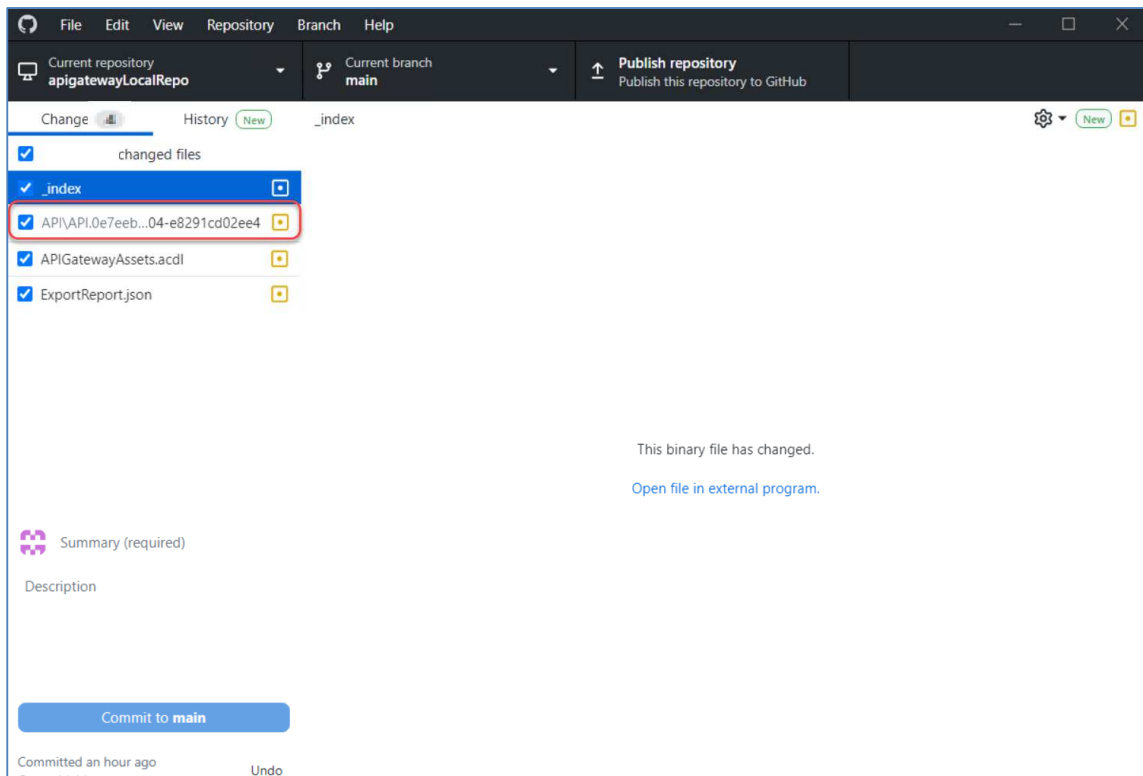 File Edit View Repository Branch Help
Current repository
apigatewayLocalRepo
Current branch
main
Publish repository
Publish this repository to GitHub
Change
History New
_index
New
changed files
_index
API\API.0e7eeb...04-e8291cd02ee4
APIGatewayAssets.acdl
ExportReport.json
This binary file has changed.
Open file in external program.
Summary (required)
Description
Commit to main
Committed an hour ago
Undo